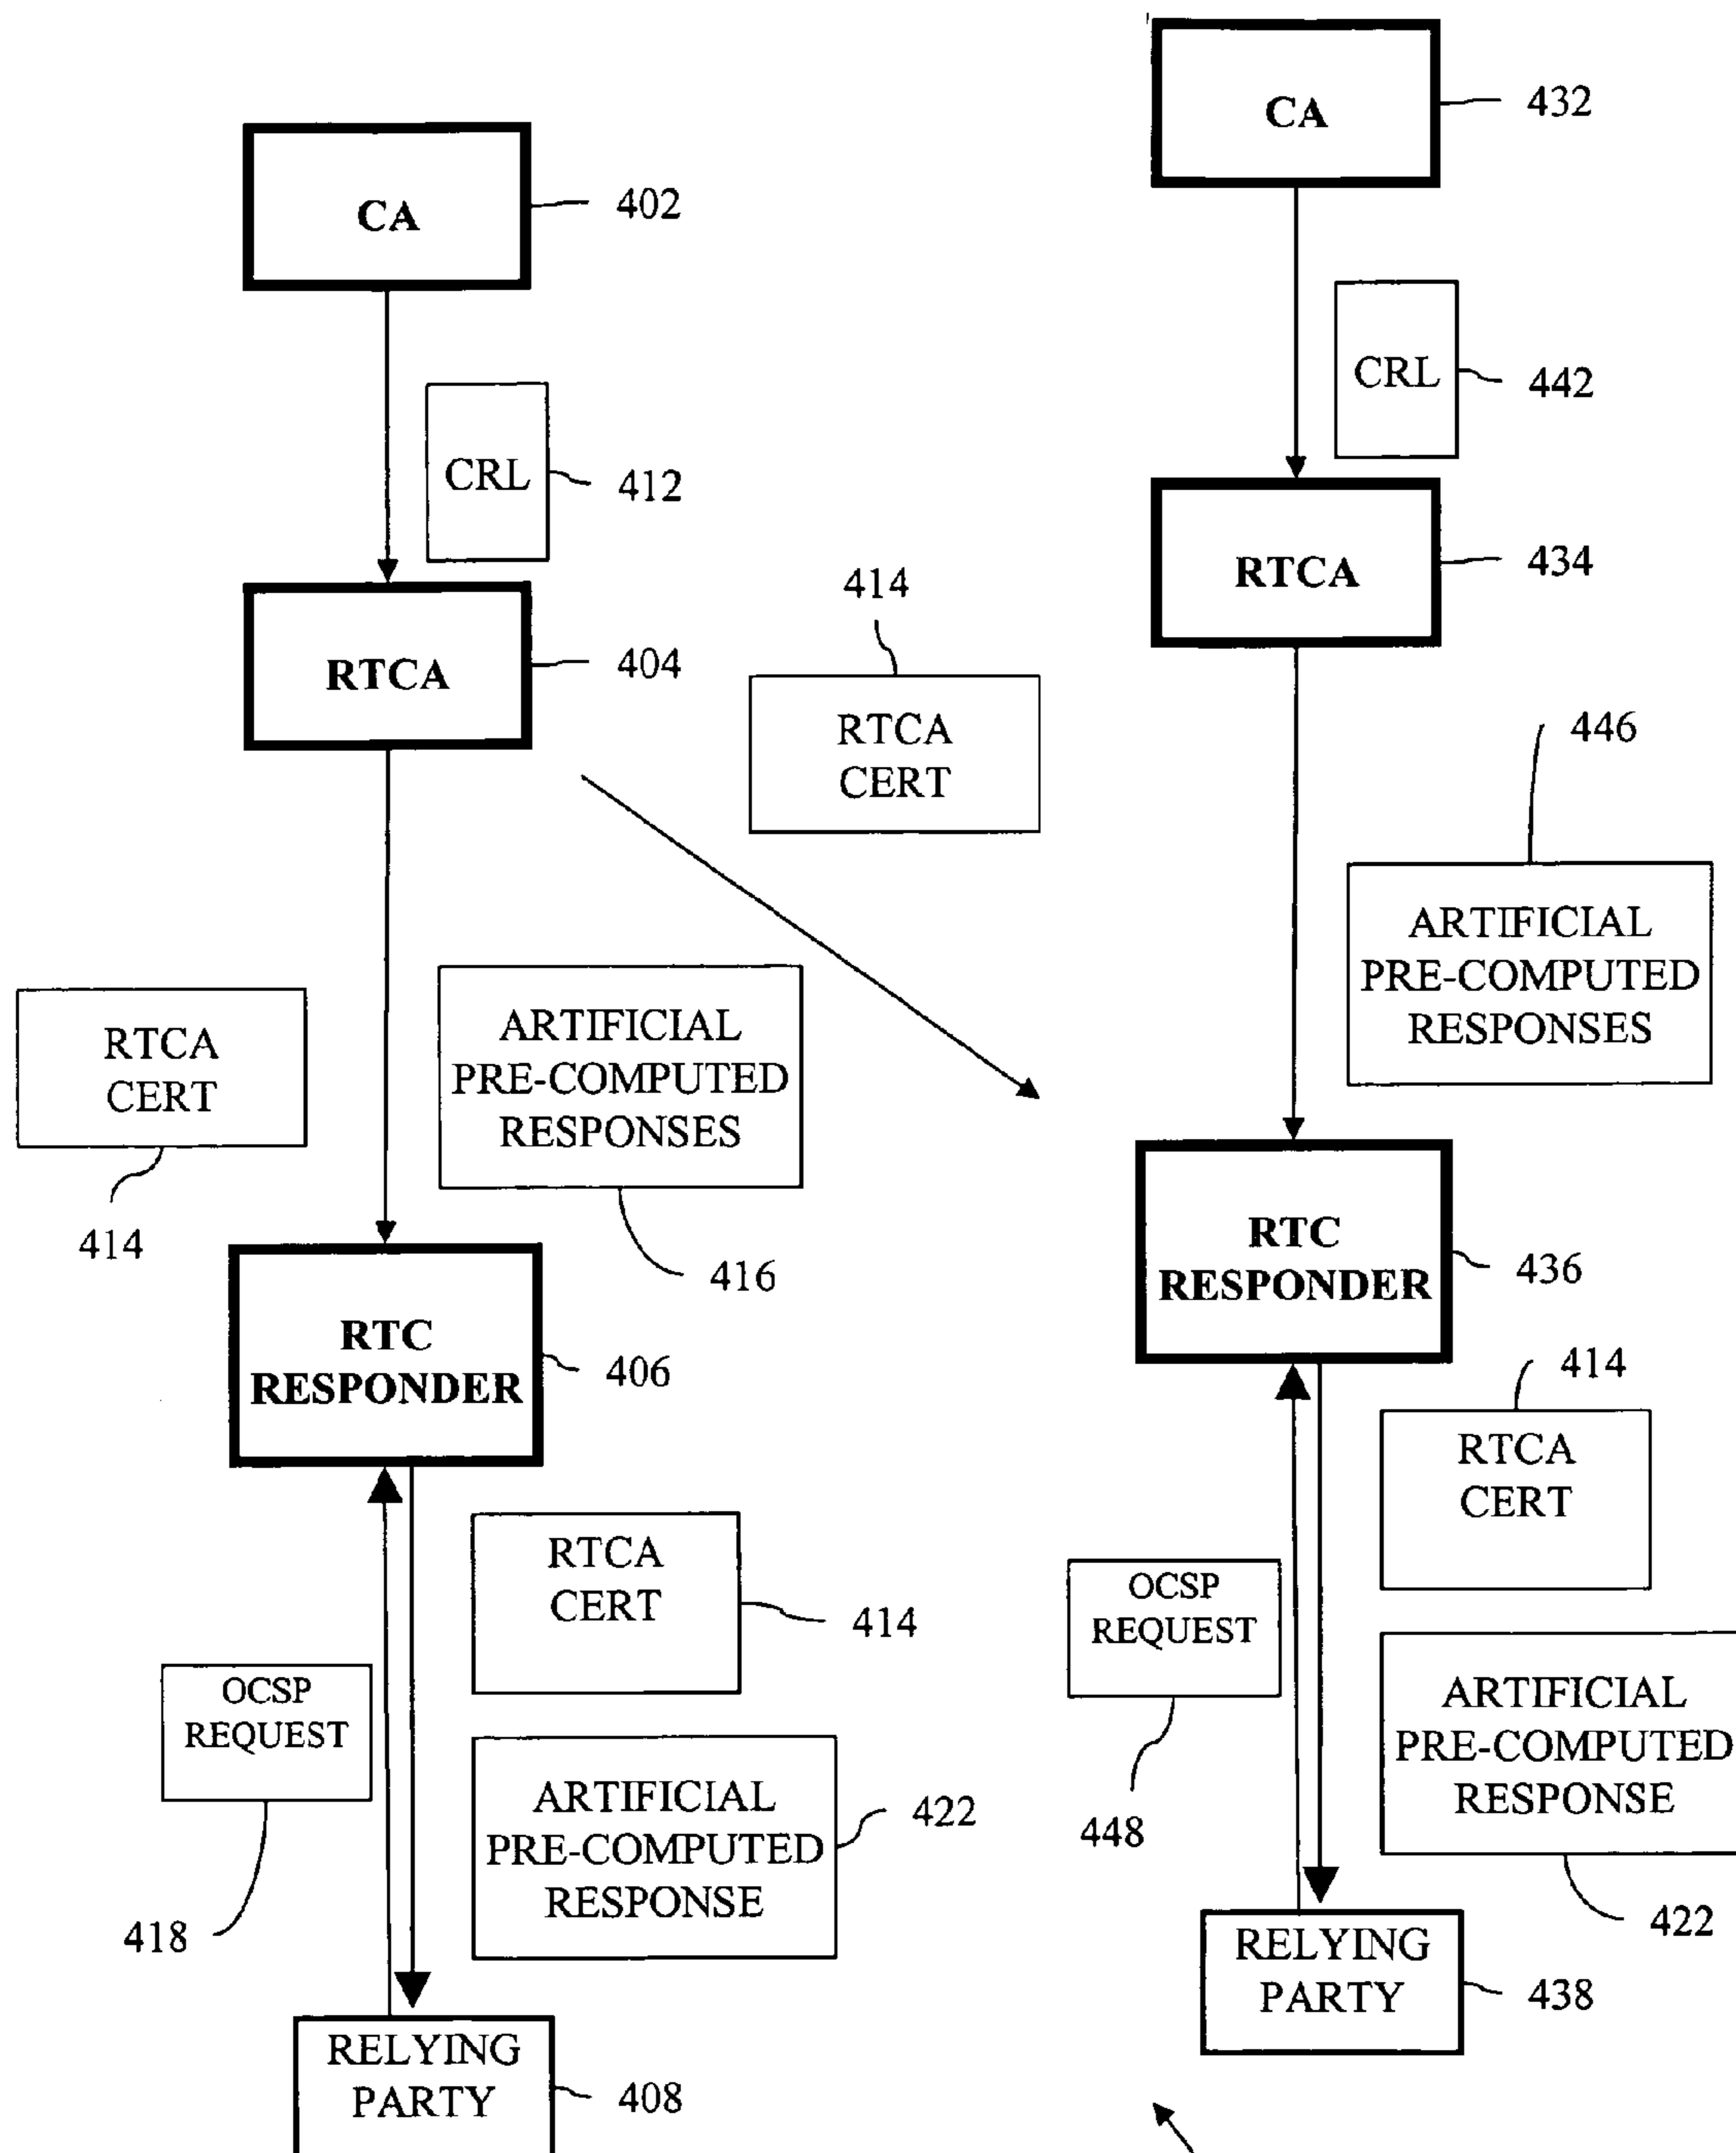 CA
432
CA
402
CRL
442
CRL
412
RTCA
434
414
RTCA
404
RTCA
CERT
446
ARTIFICIAL
PRE-COMPUTED
RESPONSES
RTCA
CERT
414
ARTIFICIAL
PRE-COMPUTED
RESPONSES
416
RTC
RESPONDER
436
RTC
RESPONDER
406
414
RTCA
CERT
RTCA
CERT
414
OCSP
REQUEST
448
OCSP
REQUEST
418
ARTIFICIAL
PRE-COMPUTED
RESPONSE
422
ARTIFICIAL
PRE-COMPUTED
RESPONSE
422
RELYING
PARTY
438
RELYING
PARTY
408